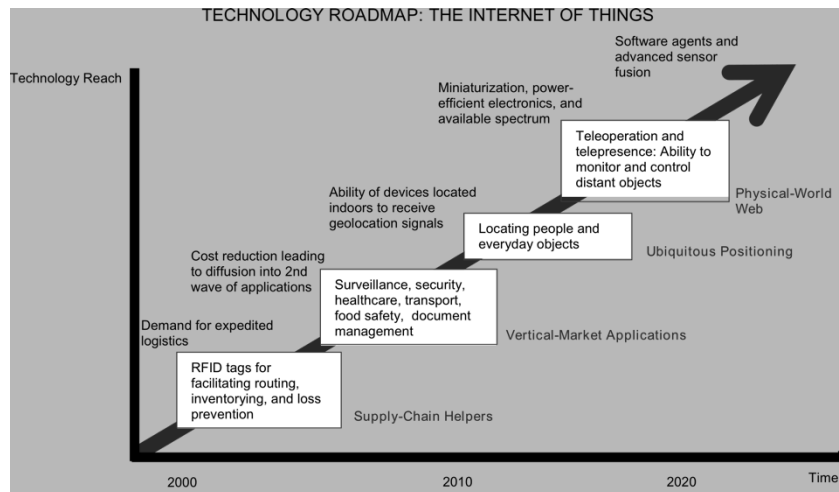 TECHNOLOGY ROADMAP: THE INTERNET OF THINGS
Software agents and
advanced sensor
fusion
Technology Reach
Miniaturization, power-
efficient electronics, and
available spectrum
Teleoperation and
telepresence: Ability to
monitor and control
distant objects
Physical-World
Web
Ability of devices located
indoors to receive
geolocation signals
Locating people and
everyday objects
Ubiquitous Positioning
Cost reduction leading
to diffusion into 2nd
wave of applications
Surveillance, security,
healthcare, transport,
food safety, document
management
Vertical-Market Applications
Demand for expedited
logistics
RFID tags for
facilitating routing,
inventorying, and loss
prevention
Supply-Chain Helpers
2000
2010
2020
Time